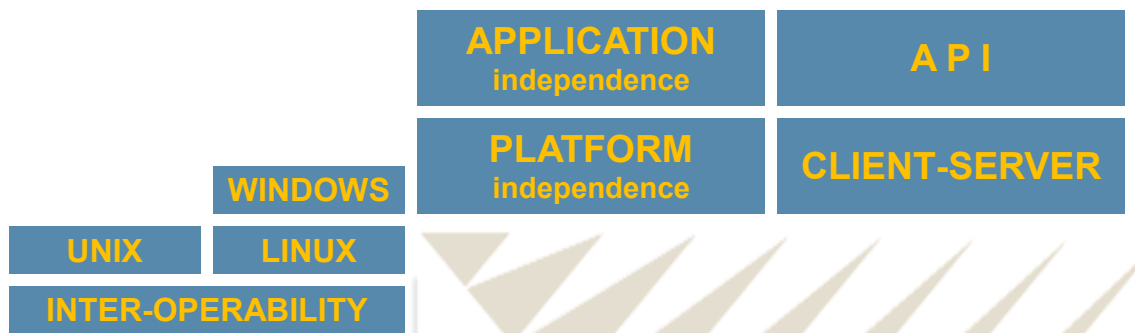 APPLICATION
independence
A P I
PLATFORM
independence
CLIENT-SERVER
WINDOWS
UNIX
LINUX
INTER-OPERABILITY